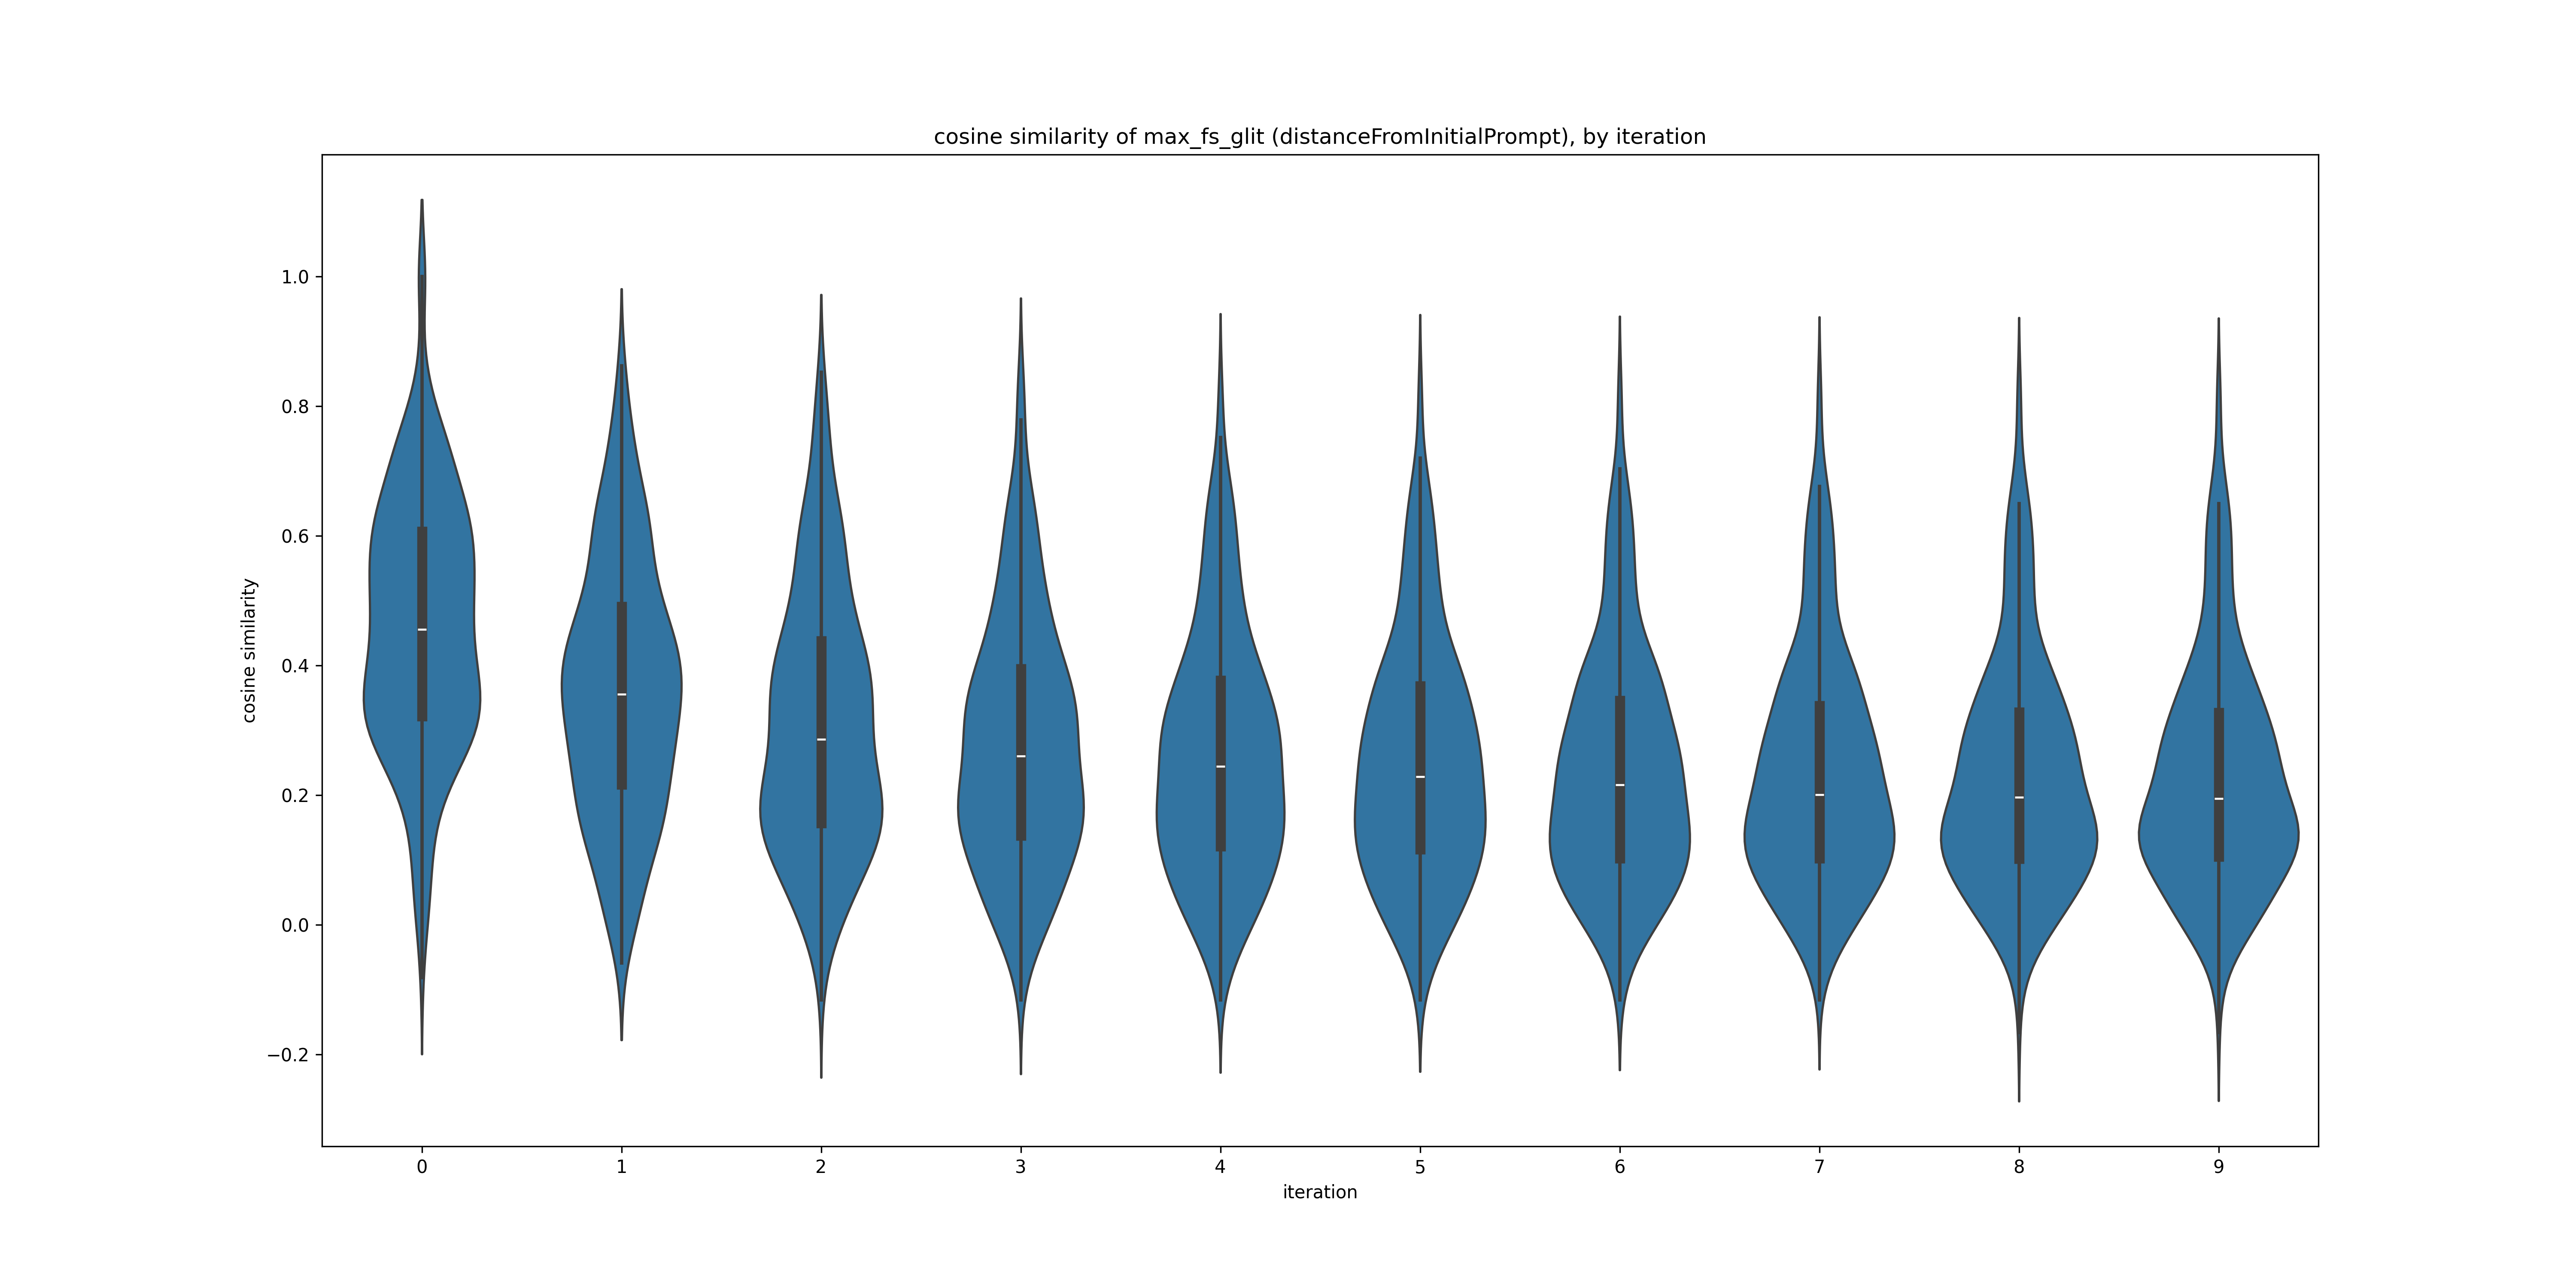 cosine similarity of max_fs_glit (distanceFromInitialPrompt), by iteration
1.0
0.8
0.6
0.4
0.2
0.0
−0.2
cosine similarity
0 1 2 3 4 5 6 7 8 9
iteration